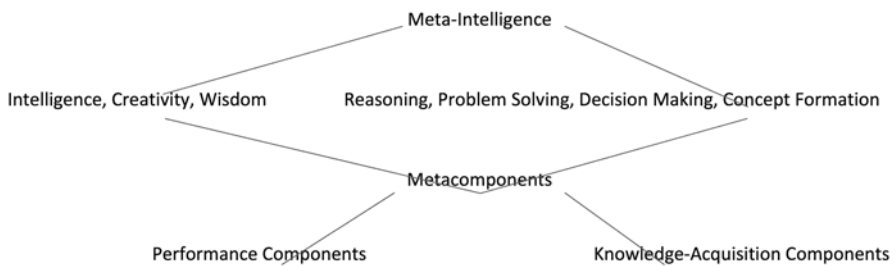 Meta-Intelligence
Intelligence, Creativity, Wisdom
Reasoning, Problem Solving, Decision Making, Concept Formation
Metacomponents
Performance Components
Knowledge-Acquisition Components